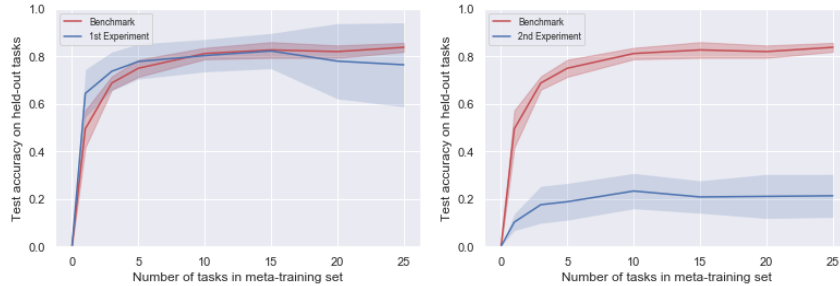 Benchmark
1st Experiment
Test accuracy on held-out tasks
1.0
0.8
0.6
0.4
0.2
0.0
0 5 10 15 20 25
Number of tasks in meta-training set
Benchmark
2nd Experiment
Test accuracy on held-out tasks
1.0
0.8
0.6
0.4
0.2
0.0
0 5 10 15 20 25
Number of tasks in meta-training set